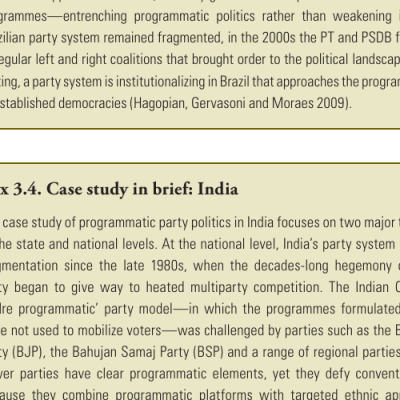 grammes—entrenching programmatic politics rather than weakening
zilian party system remained fragmented, in the 2000s the PT and PSDB f
egular left and right coalitions that brought order to the political landscap
ting, a party system is institutionalizing in Brazil that approaches the progra
established democracies (Hagopian, Gervasoni and Moraes 2009).
x 3.4. Case study in brief: India
case study of programmatic party politics in India focuses on two major
he state and national levels. At the national level, India's party system
gmentation since the late 1980s, when the decades-long hegemony
ty began to give way to heated multiparty competition. The Indian C
dre programmatic' party model—in which the programmes formulated
e not used to mobilize voters—was challenged by parties such as the B
ty (BJP), the Bahujan Samaj Party (BSP) and a range of regional parties
wer parties have clear programmatic elements, yet they defy convent
ause they combine programmatic platforms with targeted ethnic ap